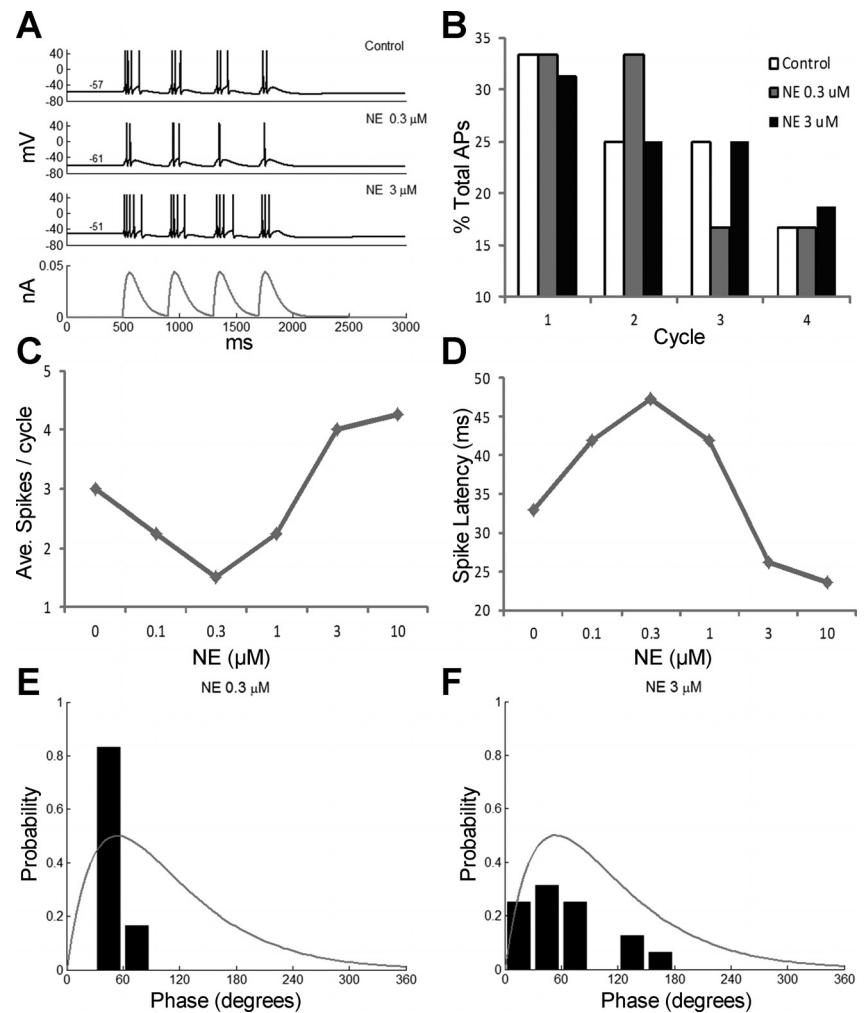 A
Control
40
0
-40
-80
-57
NE 0.3 μM
40
0
-40
-80
-61
mV
NE 3 μM
40
0
-40
-80
-51
0.05
nA
0
0 500 1000 1500 2000 2500 3000
ms
B
35
30
25
20
15
10
% Total APs
Control
NE 0.3 uM
NE 3 uM
1 2 3 4
Cycle
C
5
4
3
2
1
Ave. Spikes / cycle
0 0.1 0.3 1 3 10
NE (μM)
D
50
45
40
35
30
25
20
Spike Latency (ms)
0 0.1 0.3 1 3 10
NE (μM)
E
NE 0.3 μM
1
0.8
0.6
0.4
0.2
0
Probability
0 60 120 180 240 300 360
Phase (degrees)
F
NE 3 μM
1
0.8
0.6
0.4
0.2
0
Probability
0 60 120 180 240 300 360
Phase (degrees)